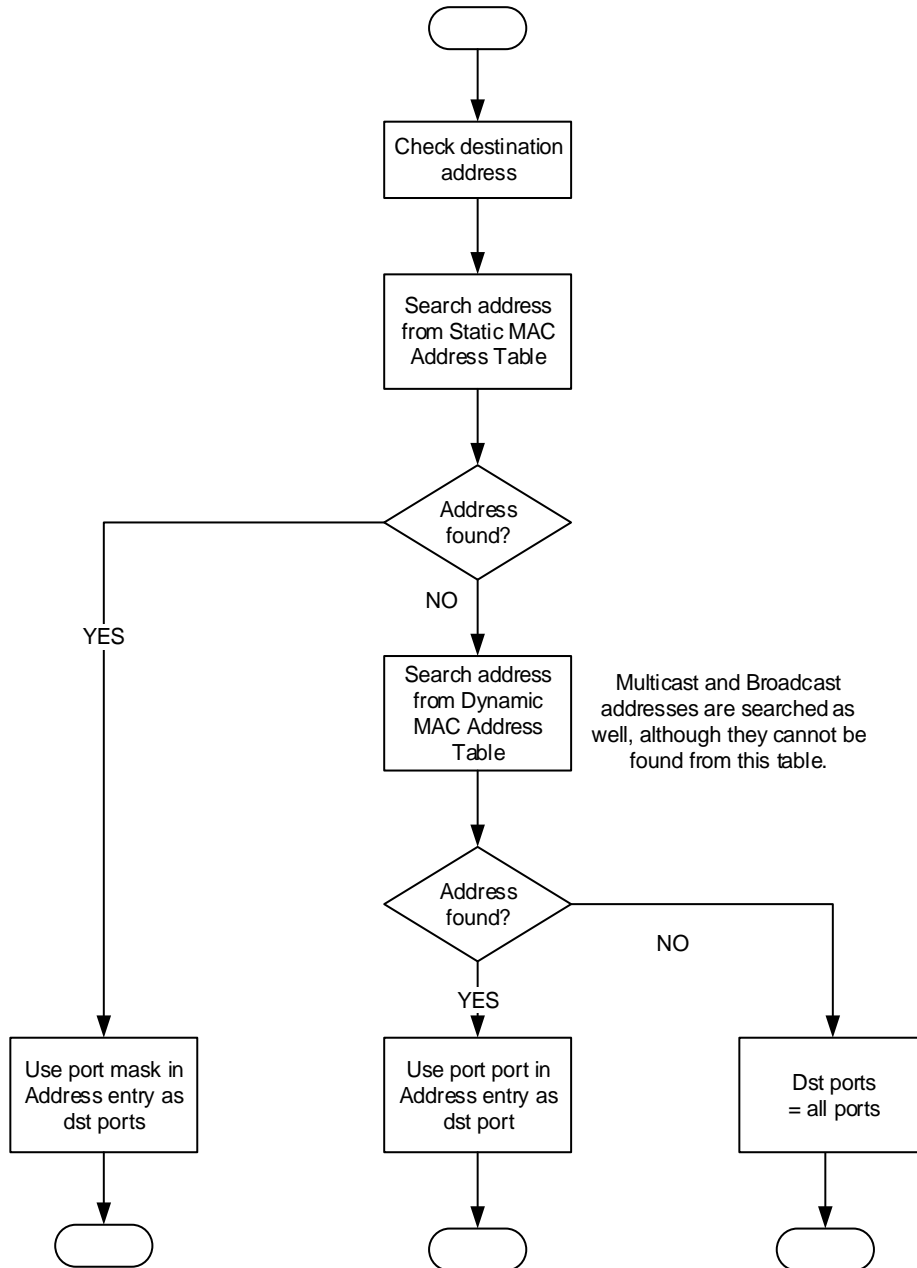 Check destination
address
Search address
from Static MAC
Address Table
Address
found?
NO
YES
Search address
from Dynamic
MAC Address
Table
Multicast and Broadcast
addresses are searched as
well, although they cannot be
found from this table.
Address
found?
NO
YES
Use port mask in
Address entry as
dst ports
Use port port in
Address entry as
dst port
Dst ports
= all ports